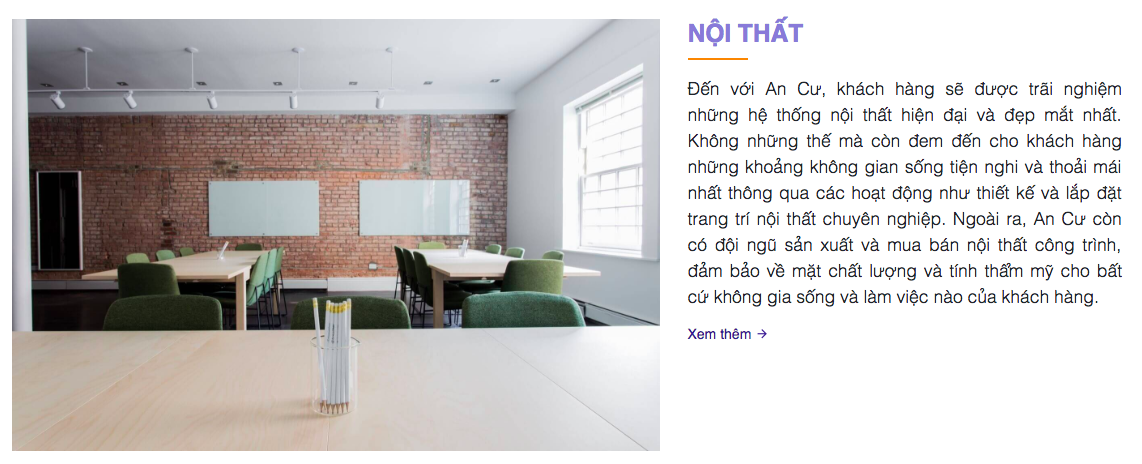 NỘI THẤT
Đến với An Cư, khách hàng sẽ được trãi nghiệm
những hệ thống nội thất hiện đại và đẹp mắt nhất.
Không những thế mà còn đem đến cho khách hàng
những khoảng không gian sống tiện nghi và thoải mái
nhất thông qua các hoạt động như thiết kế và lắp đặt
trang trí nội thất chuyên nghiệp. Ngoài ra, An Cư còn
có đội ngũ sản xuất và mua bán nội thất công trình,
đảm bảo về mặt chất lượng và tính thẩm mỹ cho bất
cứ không gia sống và làm việc nào của khách hàng.
Xem thêm →